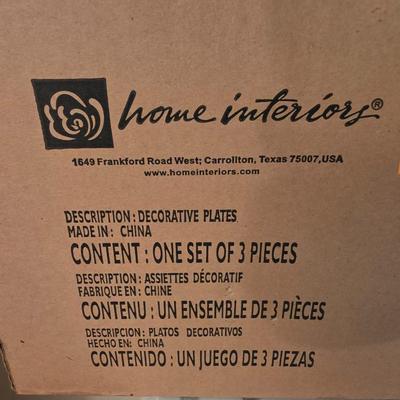 home interiors®
1649 Frankford Road West; Carrollton, Texas 75007,USA
www.homeinteriors.com
DESCRIPTION : DECORATIVE PLATES
MADE IN : CHINA
CONTENT : ONE SET OF 3 PIECES
DESCRIPTION : ASSIETTES DÉCORATIF
FABRIQUE EN : CHINE
CONTENU : UN ENSEMBLE DE 3 PIÈCES
DESCRIPCION : PLATOS DECORATIVOS
HECHO EN : CHINA
CONTENIDO : UN JUEGO DE 3 PIEZAS